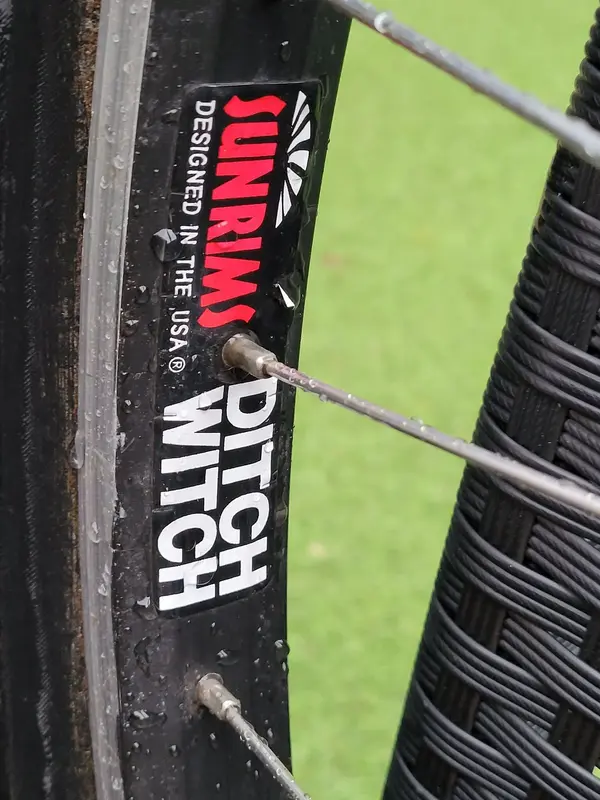 SUNRIMS
DESIGNED IN THE USA®
DITCH
WITCH